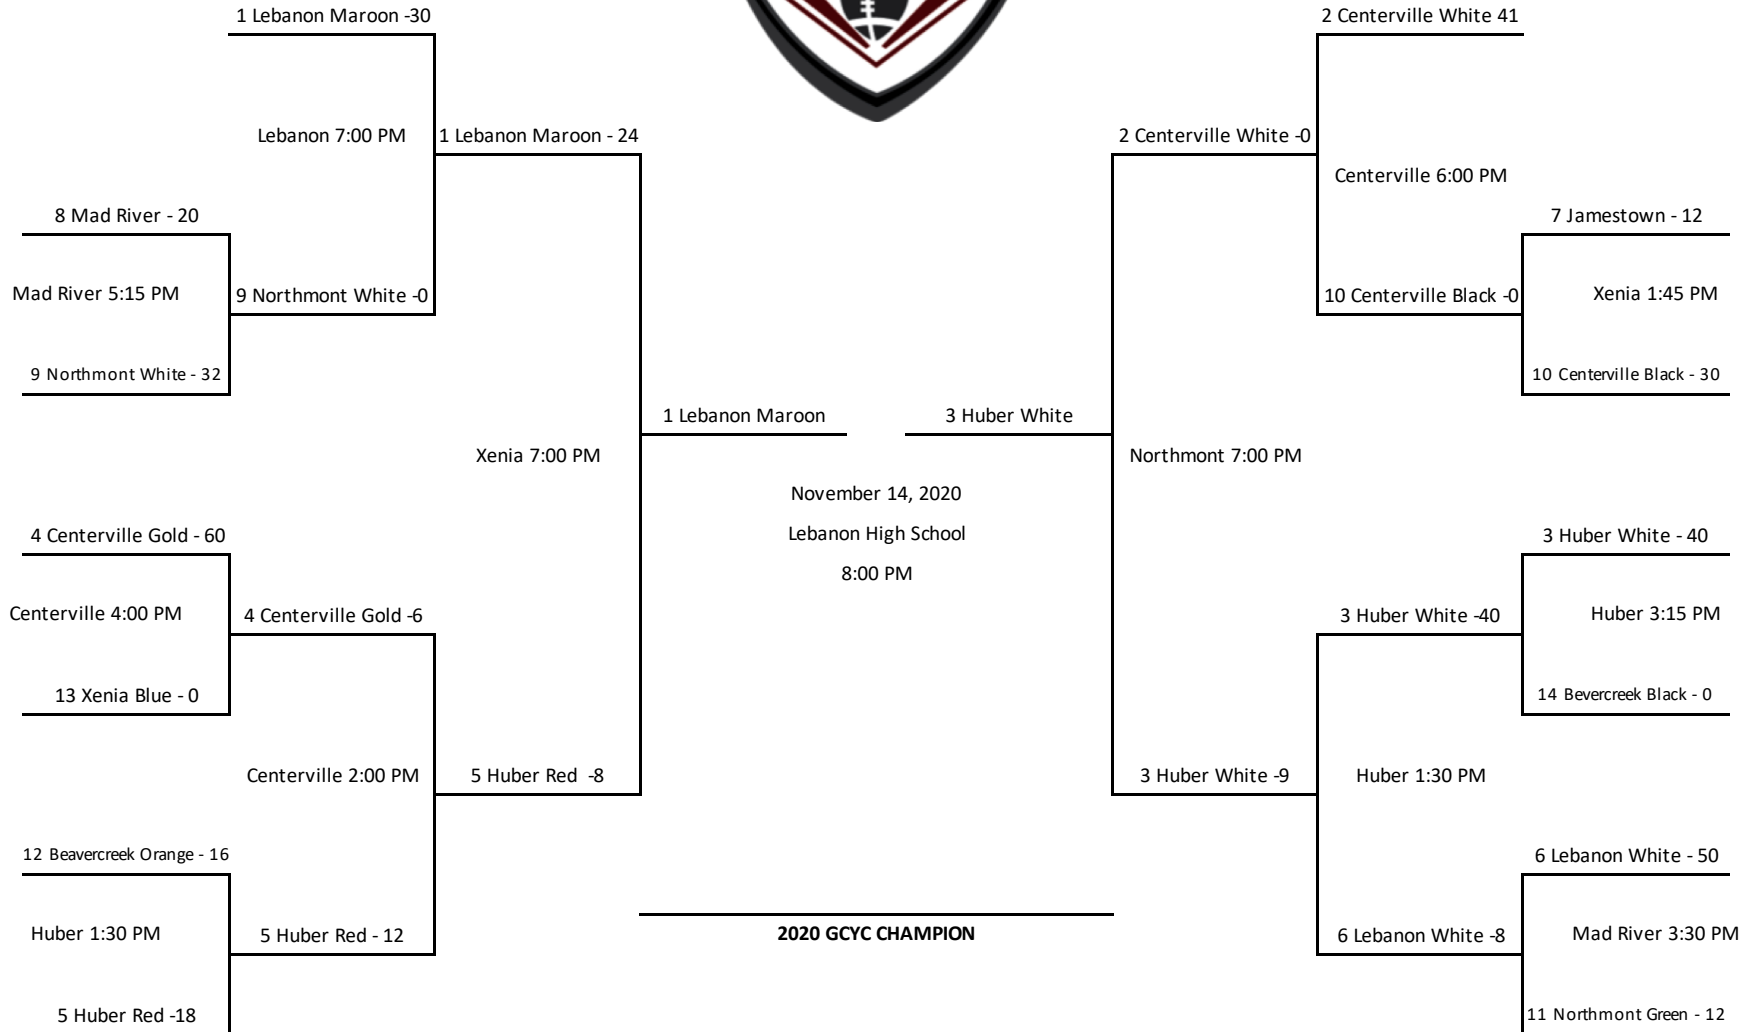 1 Lebanon Maroon -30
2 Centerville White 41
Lebanon 7:00 PM
1 Lebanon Maroon - 24
2 Centerville White -0
Centerville 6:00 PM
8 Mad River - 20
7 Jamestown - 12
Mad River 5:15 PM
9 Northmont White -0
10 Centerville Black -0
Xenia 1:45 PM
9 Northmont White - 32
10 Centerville Black - 30
1 Lebanon Maroon
3 Huber White
Xenia 7:00 PM
Northmont 7:00 PM
November 14, 2020
Lebanon High School
8:00 PM
4 Centerville Gold - 60
3 Huber White - 40
Centerville 4:00 PM
4 Centerville Gold -6
3 Huber White -40
Huber 3:15 PM
13 Xenia Blue - 0
14 Bevercreek Black - 0
Centerville 2:00 PM
5 Huber Red  -8
3 Huber White -9
Huber 1:30 PM
12 Beavercreek Orange - 16
6 Lebanon White - 50
Huber 1:30 PM
5 Huber Red - 12
2020 GCYC CHAMPION
6 Lebanon White -8
Mad River 3:30 PM
5 Huber Red -18
11 Northmont Green - 12